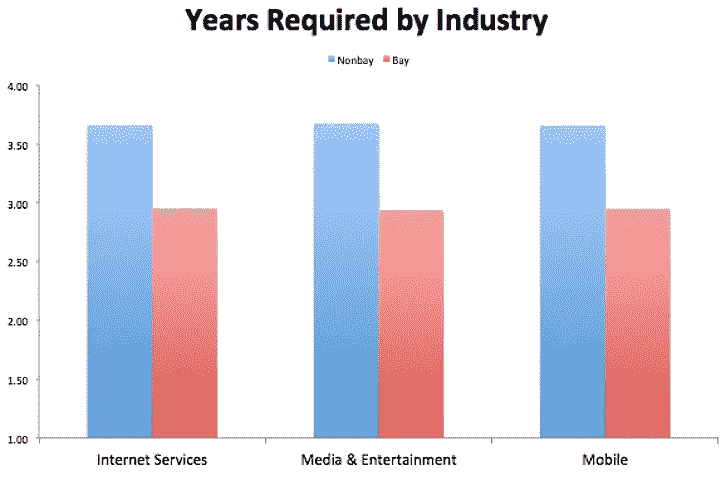 Years Required by Industry
Nonbay Bay
4.00
3.50
3.00
2.50
2.00
1.50
1.00
Internet Services Media & Entertainment Mobile